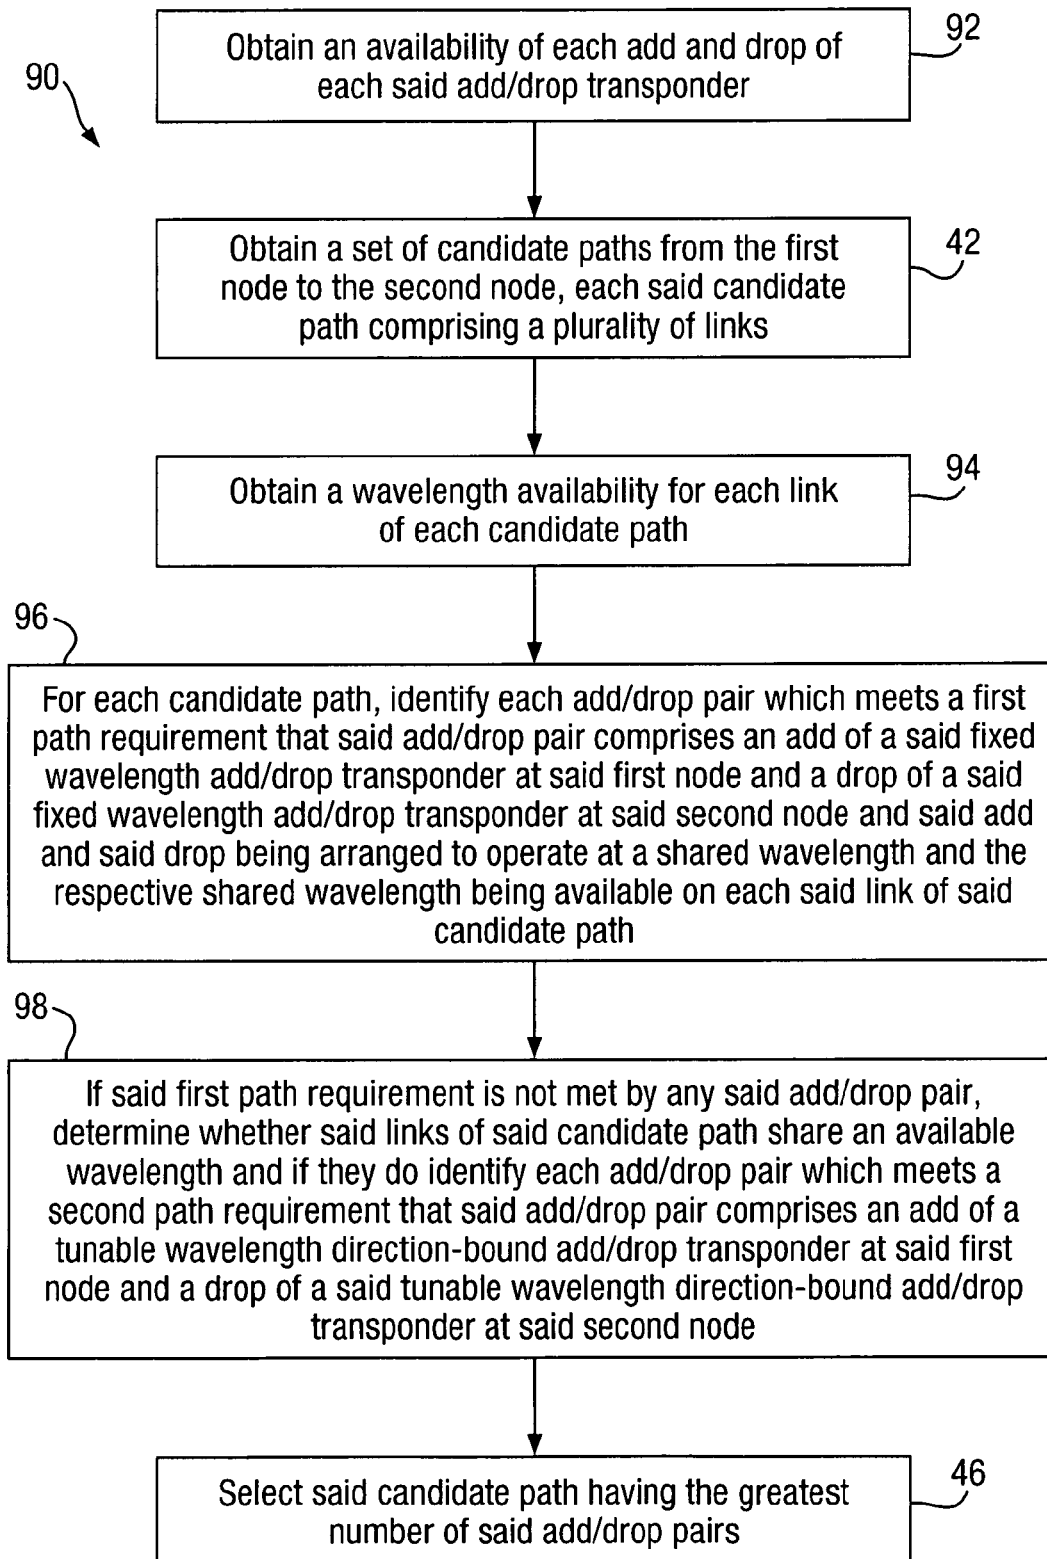 92
Obtain an availability of each add and drop of
each said add/drop transponder
90
42
Obtain a set of candidate paths from the first
node to the second node, each said candidate
path comprising a plurality of links
94
Obtain a wavelength availability for each link
of each candidate path
96
For each candidate path, identify each add/drop pair which meets a first
path requirement that said add/drop pair comprises an add of a said fixed
wavelength add/drop transponder at said first node and a drop of a said
fixed wavelength add/drop transponder at said second node and said add
and said drop being arranged to operate at a shared wavelength and the
respective shared wavelength being available on each said link of said
candidate path
98
If said first path requirement is not met by any said add/drop pair,
determine whether said links of said candidate path share an available
wavelength and if they do identify each add/drop pair which meets a
second path requirement that said add/drop pair comprises an add of a
tunable wavelength direction-bound add/drop transponder at said first
node and a drop of a said tunable wavelength direction-bound add/drop
transponder at said second node
46
Select said candidate path having the greatest
number of said add/drop pairs